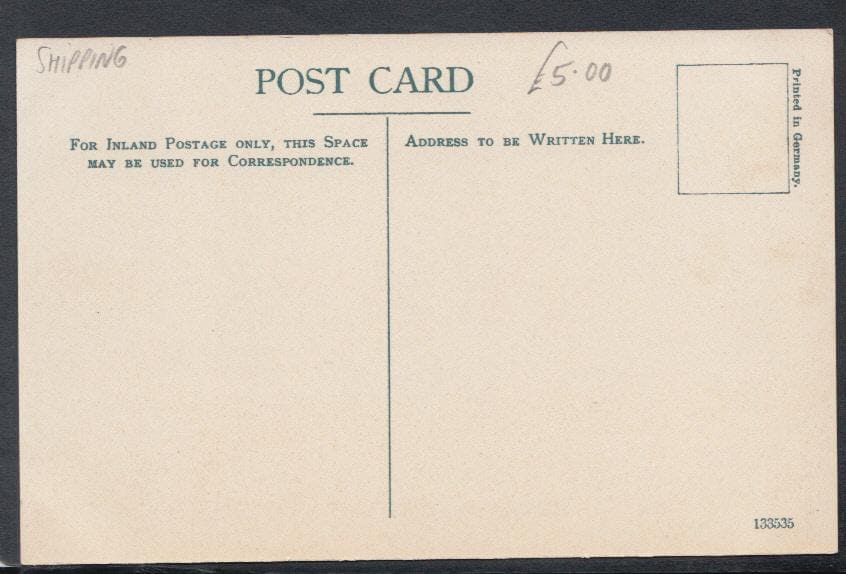 SHIPPING
POST CARD
£5.00
For Inland Postage only, this Space
may be used for Correspondence.
Address to be Written Here.
Printed in Germany.
133535